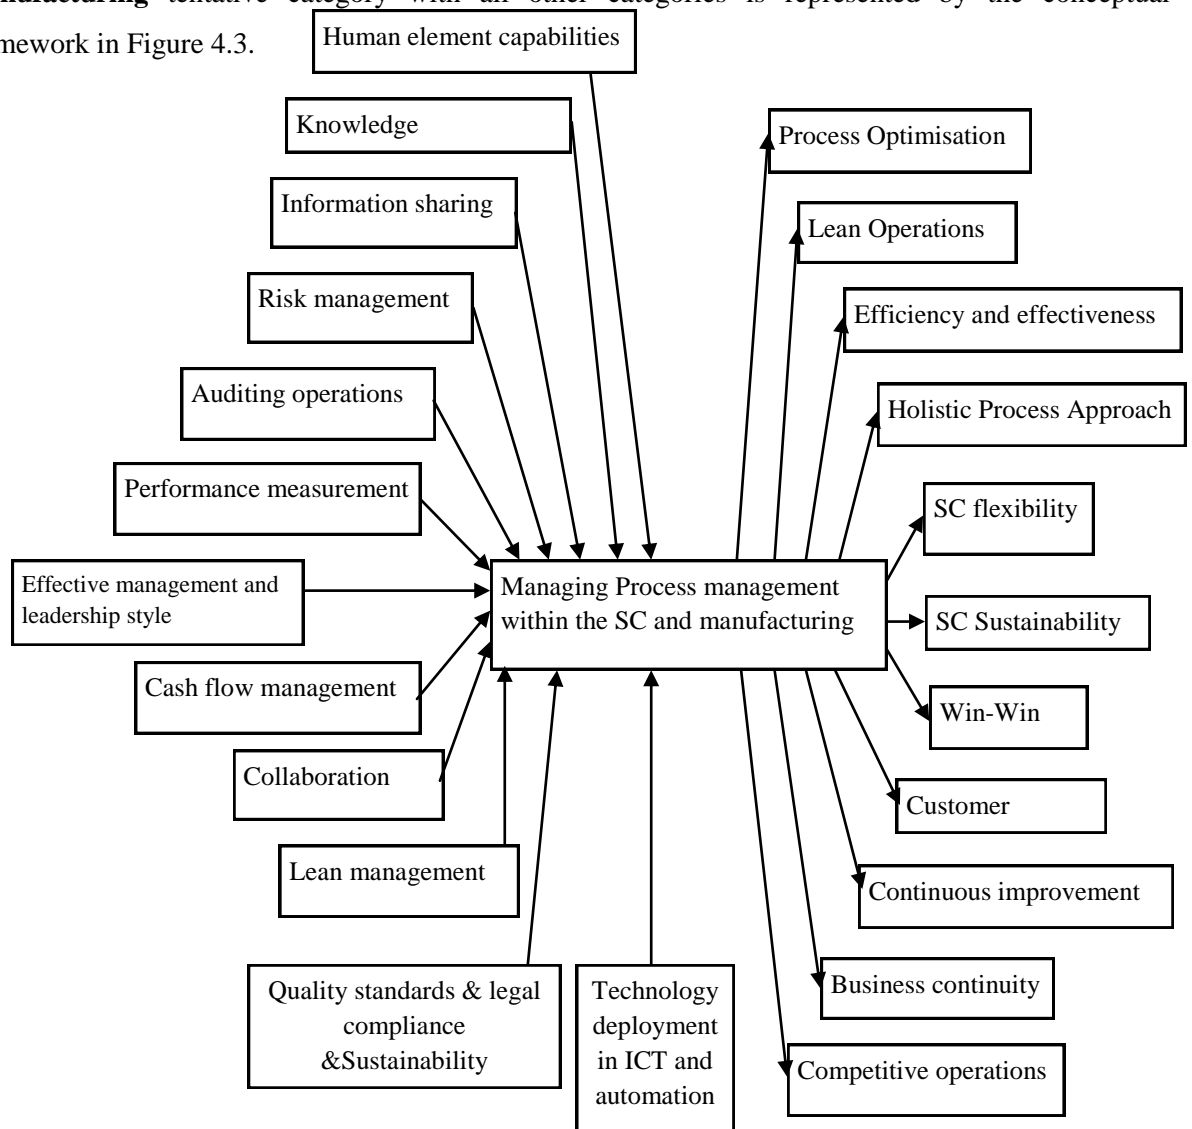 tentative category with all other categories is represented by the conceptual
in Figure 4.3.
Human element capabilities
Knowledge
Information sharing
Risk management
Auditing operations
Performance measurement
Effective management and
leadership style
Cash flow management
Collaboration
Lean management
Quality standards & legal
compliance
&Sustainability
Technology
deployment
in ICT and
automation
Managing Process management
within the SC and manufacturing
Process Optimisation
Lean Operations
Efficiency and effectiveness
Holistic Process Approach
SC flexibility
SC Sustainability
Win-Win
Customer
Continuous improvement
Business continuity
Competitive operations